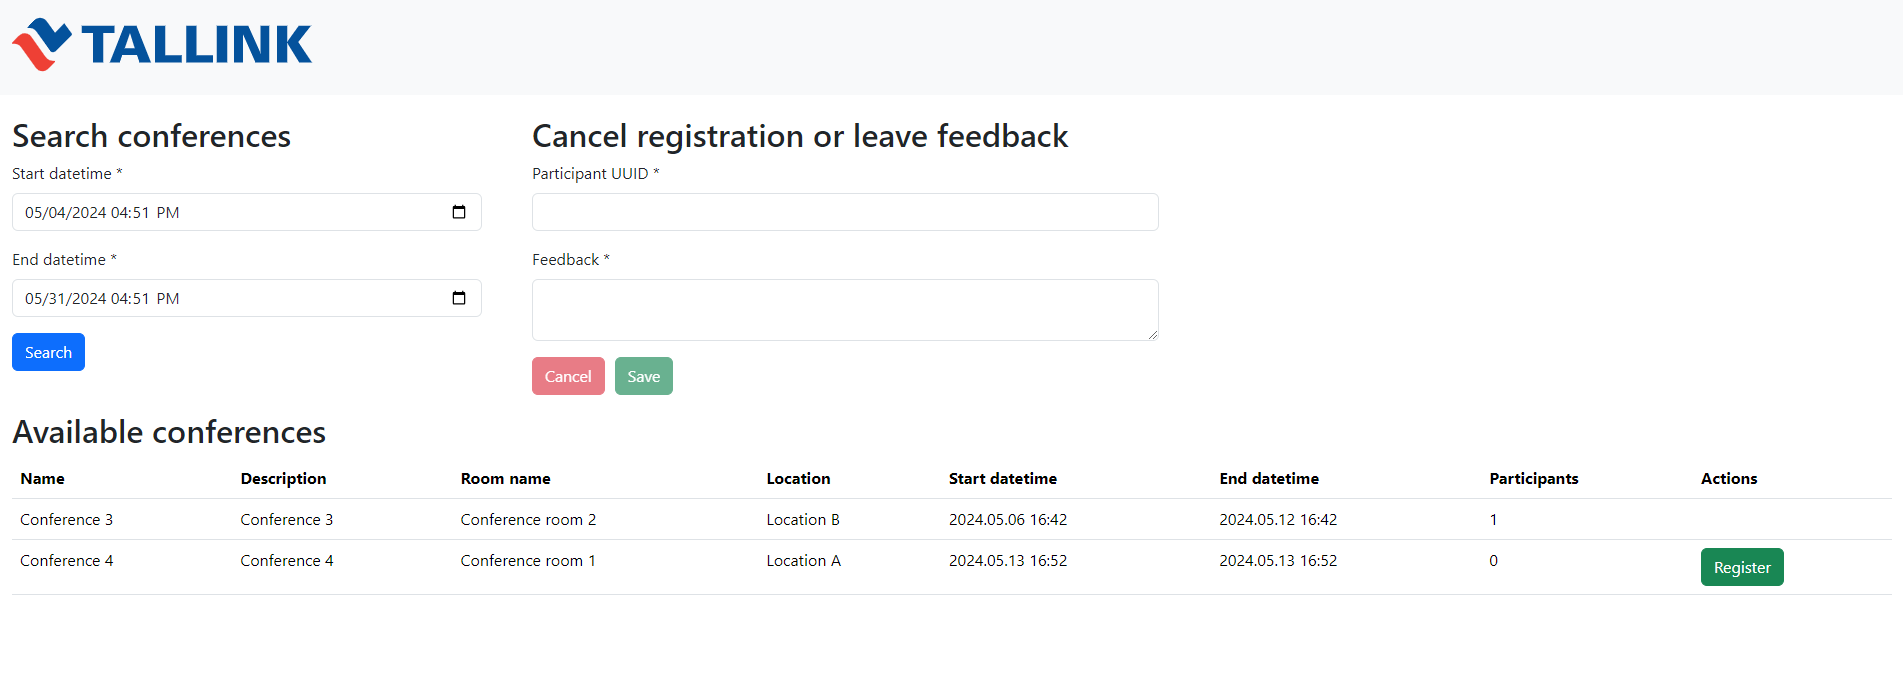 TALLINK
Search conferences
Start datetime *
05/04/2024 04:51 PM
End datetime *
05/31/2024 04:51 PM
Search
Cancel registration or leave feedback
Participant UUID *
Feedback *
Cancel Save
Available conferences
Name Description Room name Location Start datetime End datetime Participants Actions
Conference 3 Conference 3 Conference room 2 Location B 2024.05.06 16:42 2024.05.12 16:42 1
Conference 4 Conference 4 Conference room 1 Location A 2024.05.13 16:52 2024.05.13 16:52 0 Register